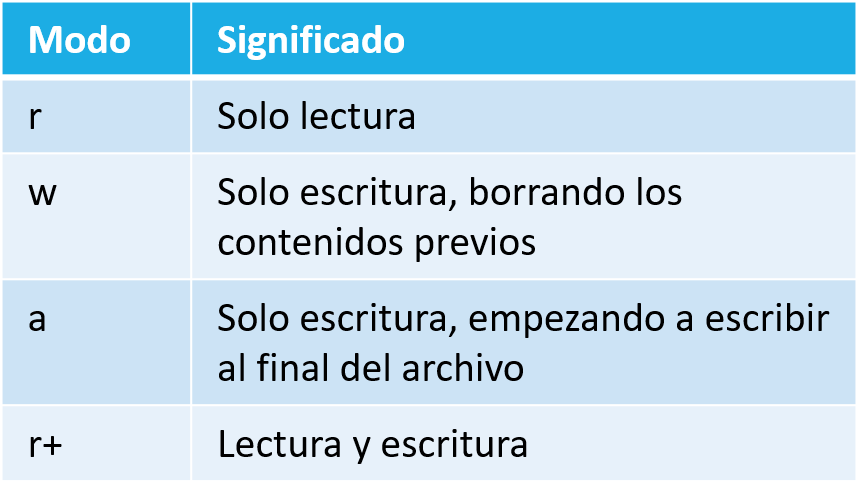 Modo Significado
r Solo lectura
w Solo escritura, borrando los
contenidos previos
a Solo escritura, empezando a escribir
al final del archivo
r+ Lectura y escritura